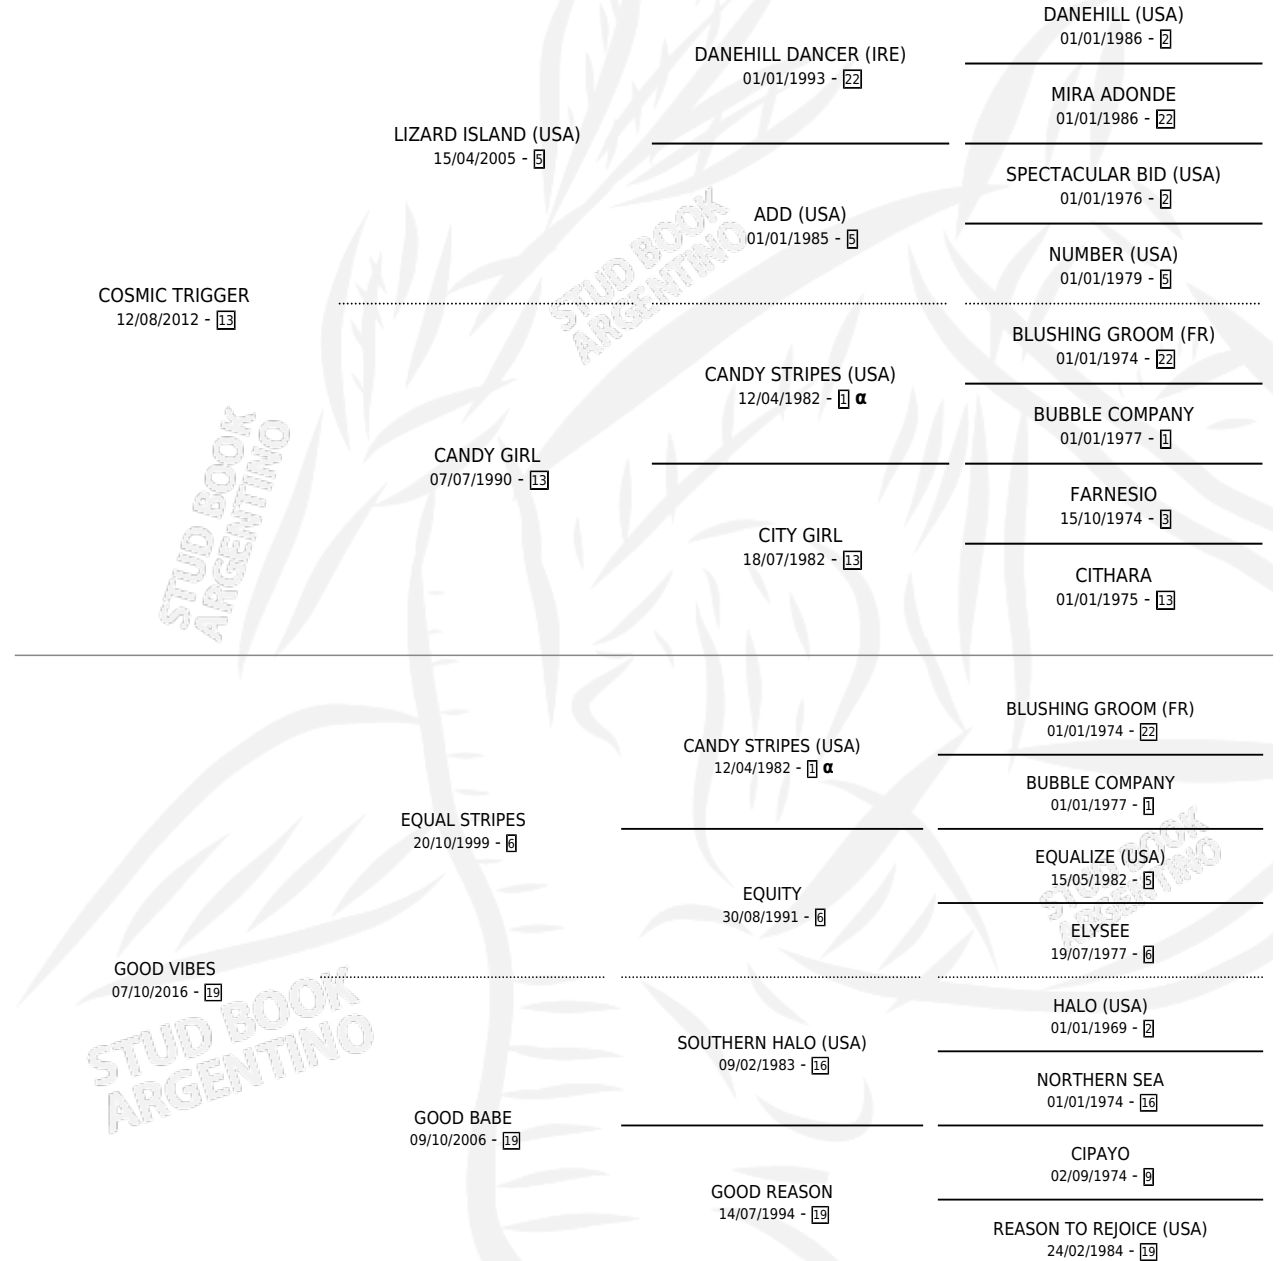 DANEHILL (USA)
01/01/1986 - 2
DANEHILL DANCER (IRE)
01/01/1993 - 22
MIRA ADONDE
01/01/1986 - 22
LIZARD ISLAND (USA)
15/04/2005 - 5
SPECTACULAR BID (USA)
01/01/1976 - 2
ADD (USA)
01/01/1985 - 5
NUMBER (USA)
01/01/1979 - 5
COSMIC TRIGGER
12/08/2012 - 13
BLUSHING GROOM (FR)
01/01/1974 - 22
CANDY STRIPES (USA)
12/04/1982 - 1 α
BUBBLE COMPANY
01/01/1977 - 1
CANDY GIRL
07/07/1990 - 13
FARNESIO
15/10/1974 - 3
CITY GIRL
18/07/1982 - 13
CITHARA
01/01/1975 - 13
STUD BOOK
ARGENTINO
STUD BOOK
ARGENTINO
BLUSHING GROOM (FR)
01/01/1974 - 22
CANDY STRIPES (USA)
12/04/1982 - 1 α
BUBBLE COMPANY
01/01/1977 - 1
EQUAL STRIPES
20/10/1999 - 6
EQUALIZE (USA)
15/05/1982 - 5
EQUITY
30/08/1991 - 6
ELYSEE
19/07/1977 - 6
GOOD VIBES
07/10/2016 - 19
HALO (USA)
01/01/1969 - 2
SOUTHERN HALO (USA)
09/02/1983 - 16
NORTHERN SEA
01/01/1974 - 16
GOOD BABE
09/10/2006 - 19
CIPAYO
02/09/1974 - 9
GOOD REASON
14/07/1994 - 19
REASON TO REJOICE (USA)
24/02/1984 - 19
STUD BOOK
ARGENTINO
STUD BOOK
ARGENTINO